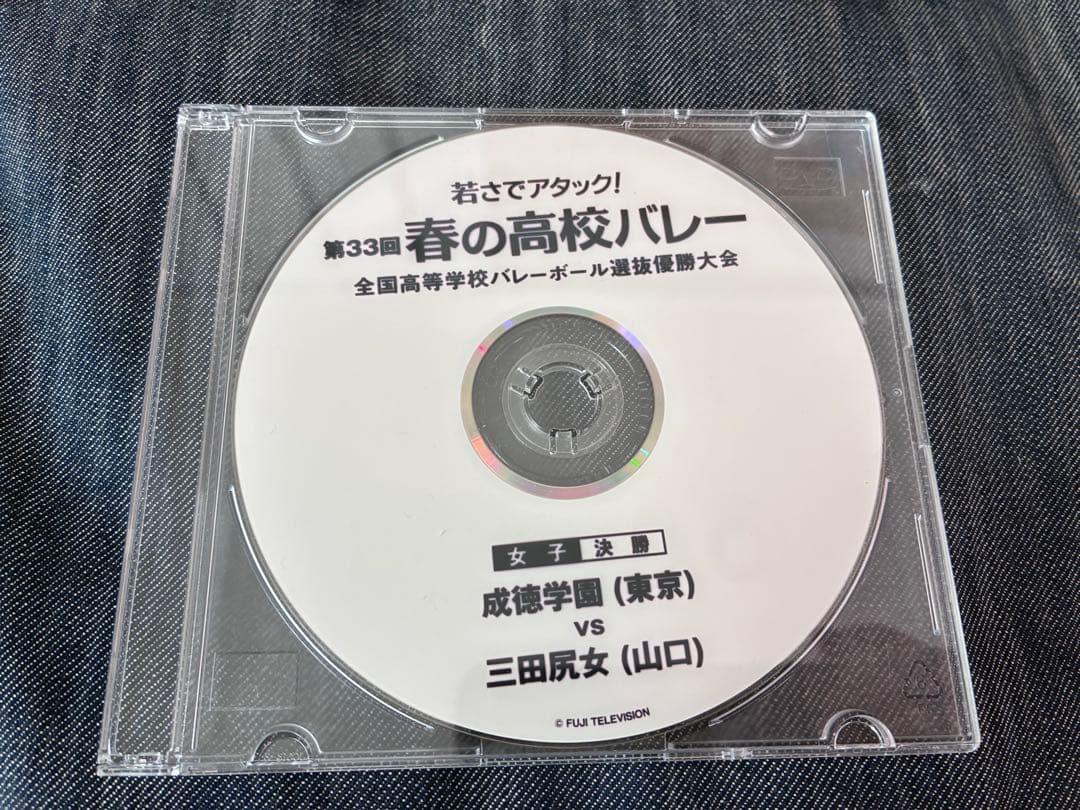 若さでアタック!
第33回 春の高校バレー
全国高等学校バレーボール選抜優勝大会
女子 決勝
成徳学園 (東京)
VS
三田尻女 (山口)
© FUJI TELEVISION